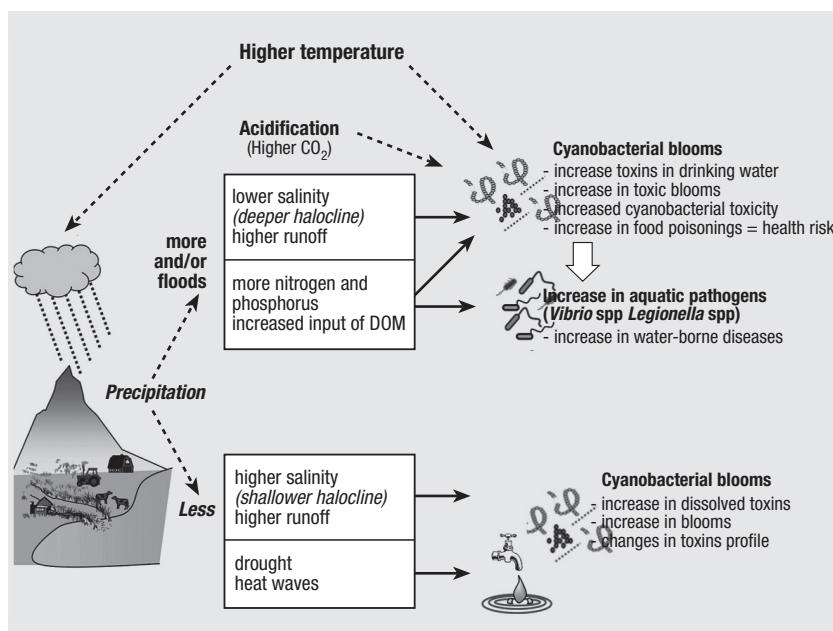 Higher temperature
Acidification
(Higher CO₂)
Cyanobacterial blooms
- increase toxins in drinking water
- increase in toxic blooms
- increased cyanobacterial toxicity
- increase in food poisonings = health risk
lower salinity
(deeper halocline)
higher runoff
more
and/or
floods
more nitrogen and
phosphorus
increased input of DOM
Increase in aquatic pathogens
(Vibrio spp Legionella spp)
- increase in water-borne diseases
Precipitation
Less
higher salinity
(shallower halocline)
higher runoff
drought
heat waves
Cyanobacterial blooms
- increase in dissolved toxins
- increase in blooms
- changes in toxins profile